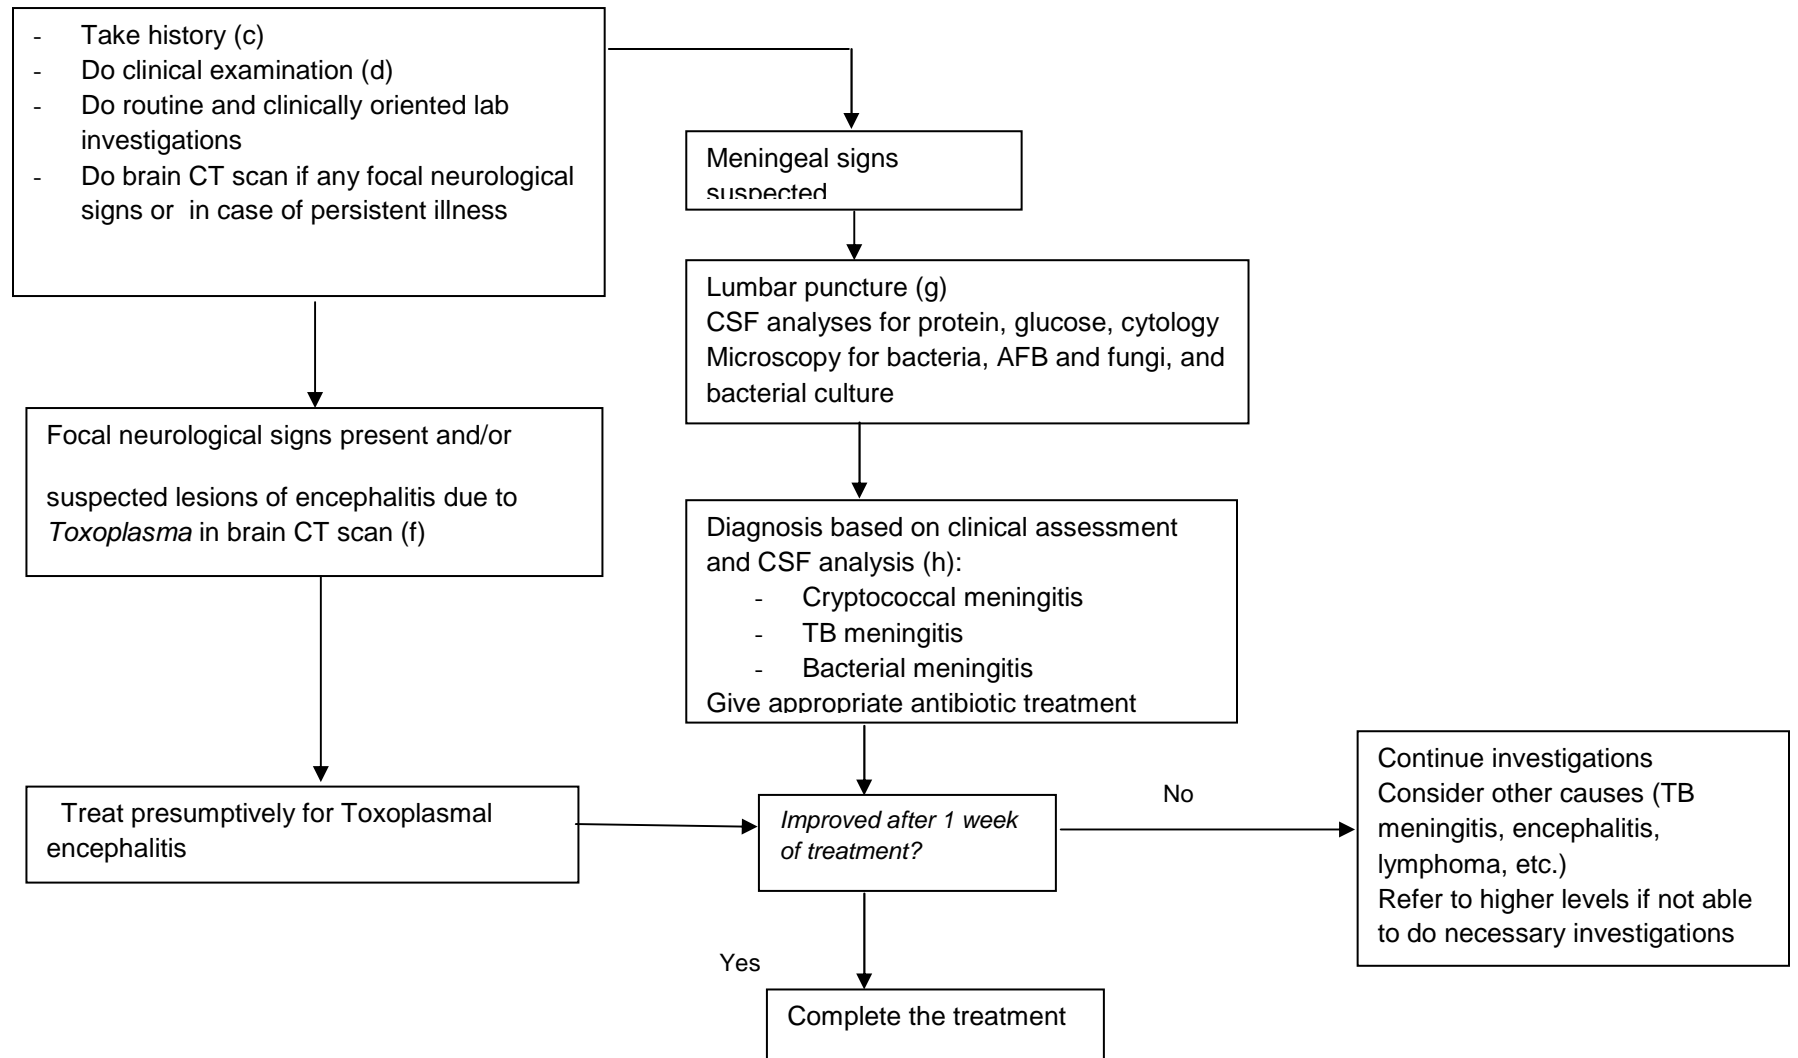 - Take history (c)
- Do clinical examination (d)
- Do routine and clinically oriented lab
investigations
- Do brain CT scan if any focal neurological
signs or in case of persistent illness
Meningeal signs
suspected
Lumbar puncture (g)
CSF analyses for protein, glucose, cytology
Microscopy for bacteria, AFB and fungi, and
bacterial culture
Focal neurological signs present and/or
suspected lesions of encephalitis due to
Toxoplasma in brain CT scan (f)
Diagnosis based on clinical assessment
and CSF analysis (h):
- Cryptococcal meningitis
- TB meningitis
- Bacterial meningitis
Give appropriate antibiotic treatment
Treat presumptively for Toxoplasmal
encephalitis
Improved after 1 week
of treatment?
No
Continue investigations
Consider other causes (TB
meningitis, encephalitis,
lymphoma, etc.)
Refer to higher levels if not able
to do necessary investigations
Yes
Complete the treatment